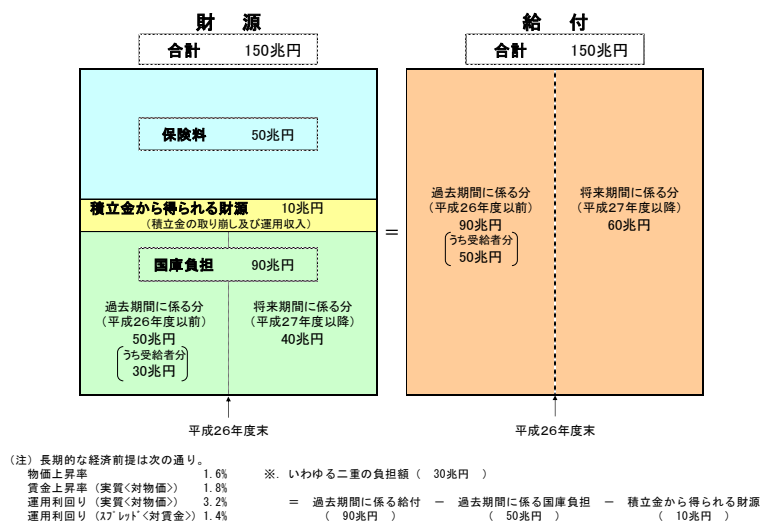 財 源
合計 150兆円
保険料 50兆円
積立金から得られる財源 10兆円
(積立金の取り崩し及び運用収入)
国庫負担 90兆円
過去期間に係る分
(平成26年度以前)
50兆円
うち受給者分
30兆円
将来期間に係る分
(平成27年度以降)
40兆円
平成26年度末
=
給 付
合計 150兆円
過去期間に係る分
(平成26年度以前)
90兆円
うち受給者分
50兆円
将来期間に係る分
(平成27年度以降)
60兆円
平成26年度末
(注)長期的な経済前提は次の通り。
物価上昇率 1.6%
賃金上昇率(実質<対物価>) 1.8%
運用利回り(実質<対物価>) 3.2%
運用利回り(スプレッド<対賃金>) 1.4%
※. いわゆる二重の負担額( 30兆円 )
= 過去期間に係る給付 - 過去期間に係る国庫負担 - 積立金から得られる財源
( 90兆円 ) ( 50兆円 ) ( 10兆円 )